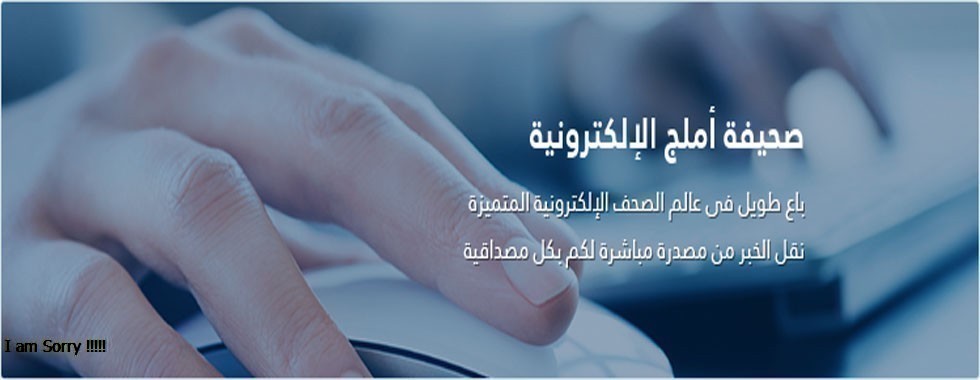 صحيفة أملج الإلكترونية
باع طويل فى عالم الصحف الإلكترونية المتميزة
نقل الخبر من مصدرة مباشرة لكم بكل مصداقية
I am Sorry !!!!!